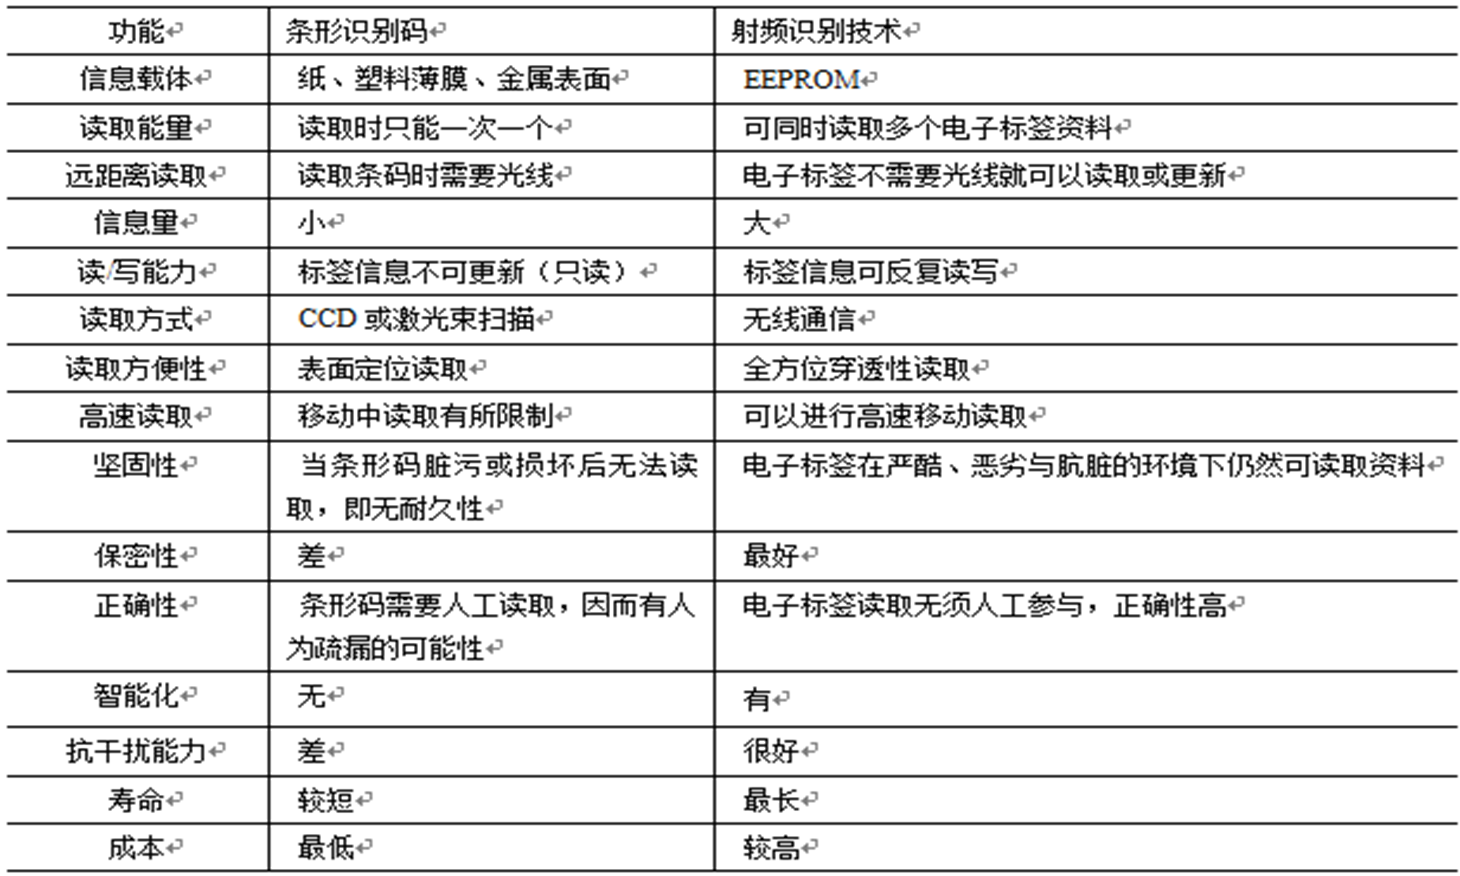 功能 条形识别码 射频识别技术
信息载体 纸、塑料薄膜、金属表面 EEPROM
读取能量 读取时只能一次一个 可同时读取多个电子标签资料
远距离读取 读取条码时需要光线 电子标签不需要光线就可以读取或更新
信息量 小 大
读/写能力 标签信息不可更新（只读） 标签信息可反复读写
读取方式 CCD 或激光束扫描 无线通信
读取方便性 表面定位读取 全方位穿透性读取
高速读取 移动中读取有所限制 可以进行高速移动读取
坚固性 当条形码脏污或损坏后无法读 电子标签在严酷、恶劣与肮脏的环境下仍然可读取资料
取，即无耐久性
保密性 差 最好
正确性 条形码需要人工读取，因而有人 电子标签读取无须人工参与，正确性高
为疏漏的可能性
智能化 无 有
抗干扰能力 差 很好
寿命 较短 最长
成本 最低 较高